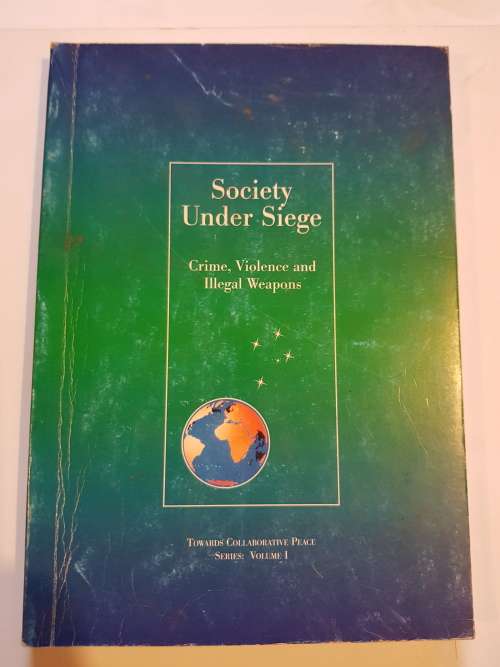 Society
Under Siege
Crime, Violence and
Illegal Weapons
Towards Collaborative Peace
Series: Volume I